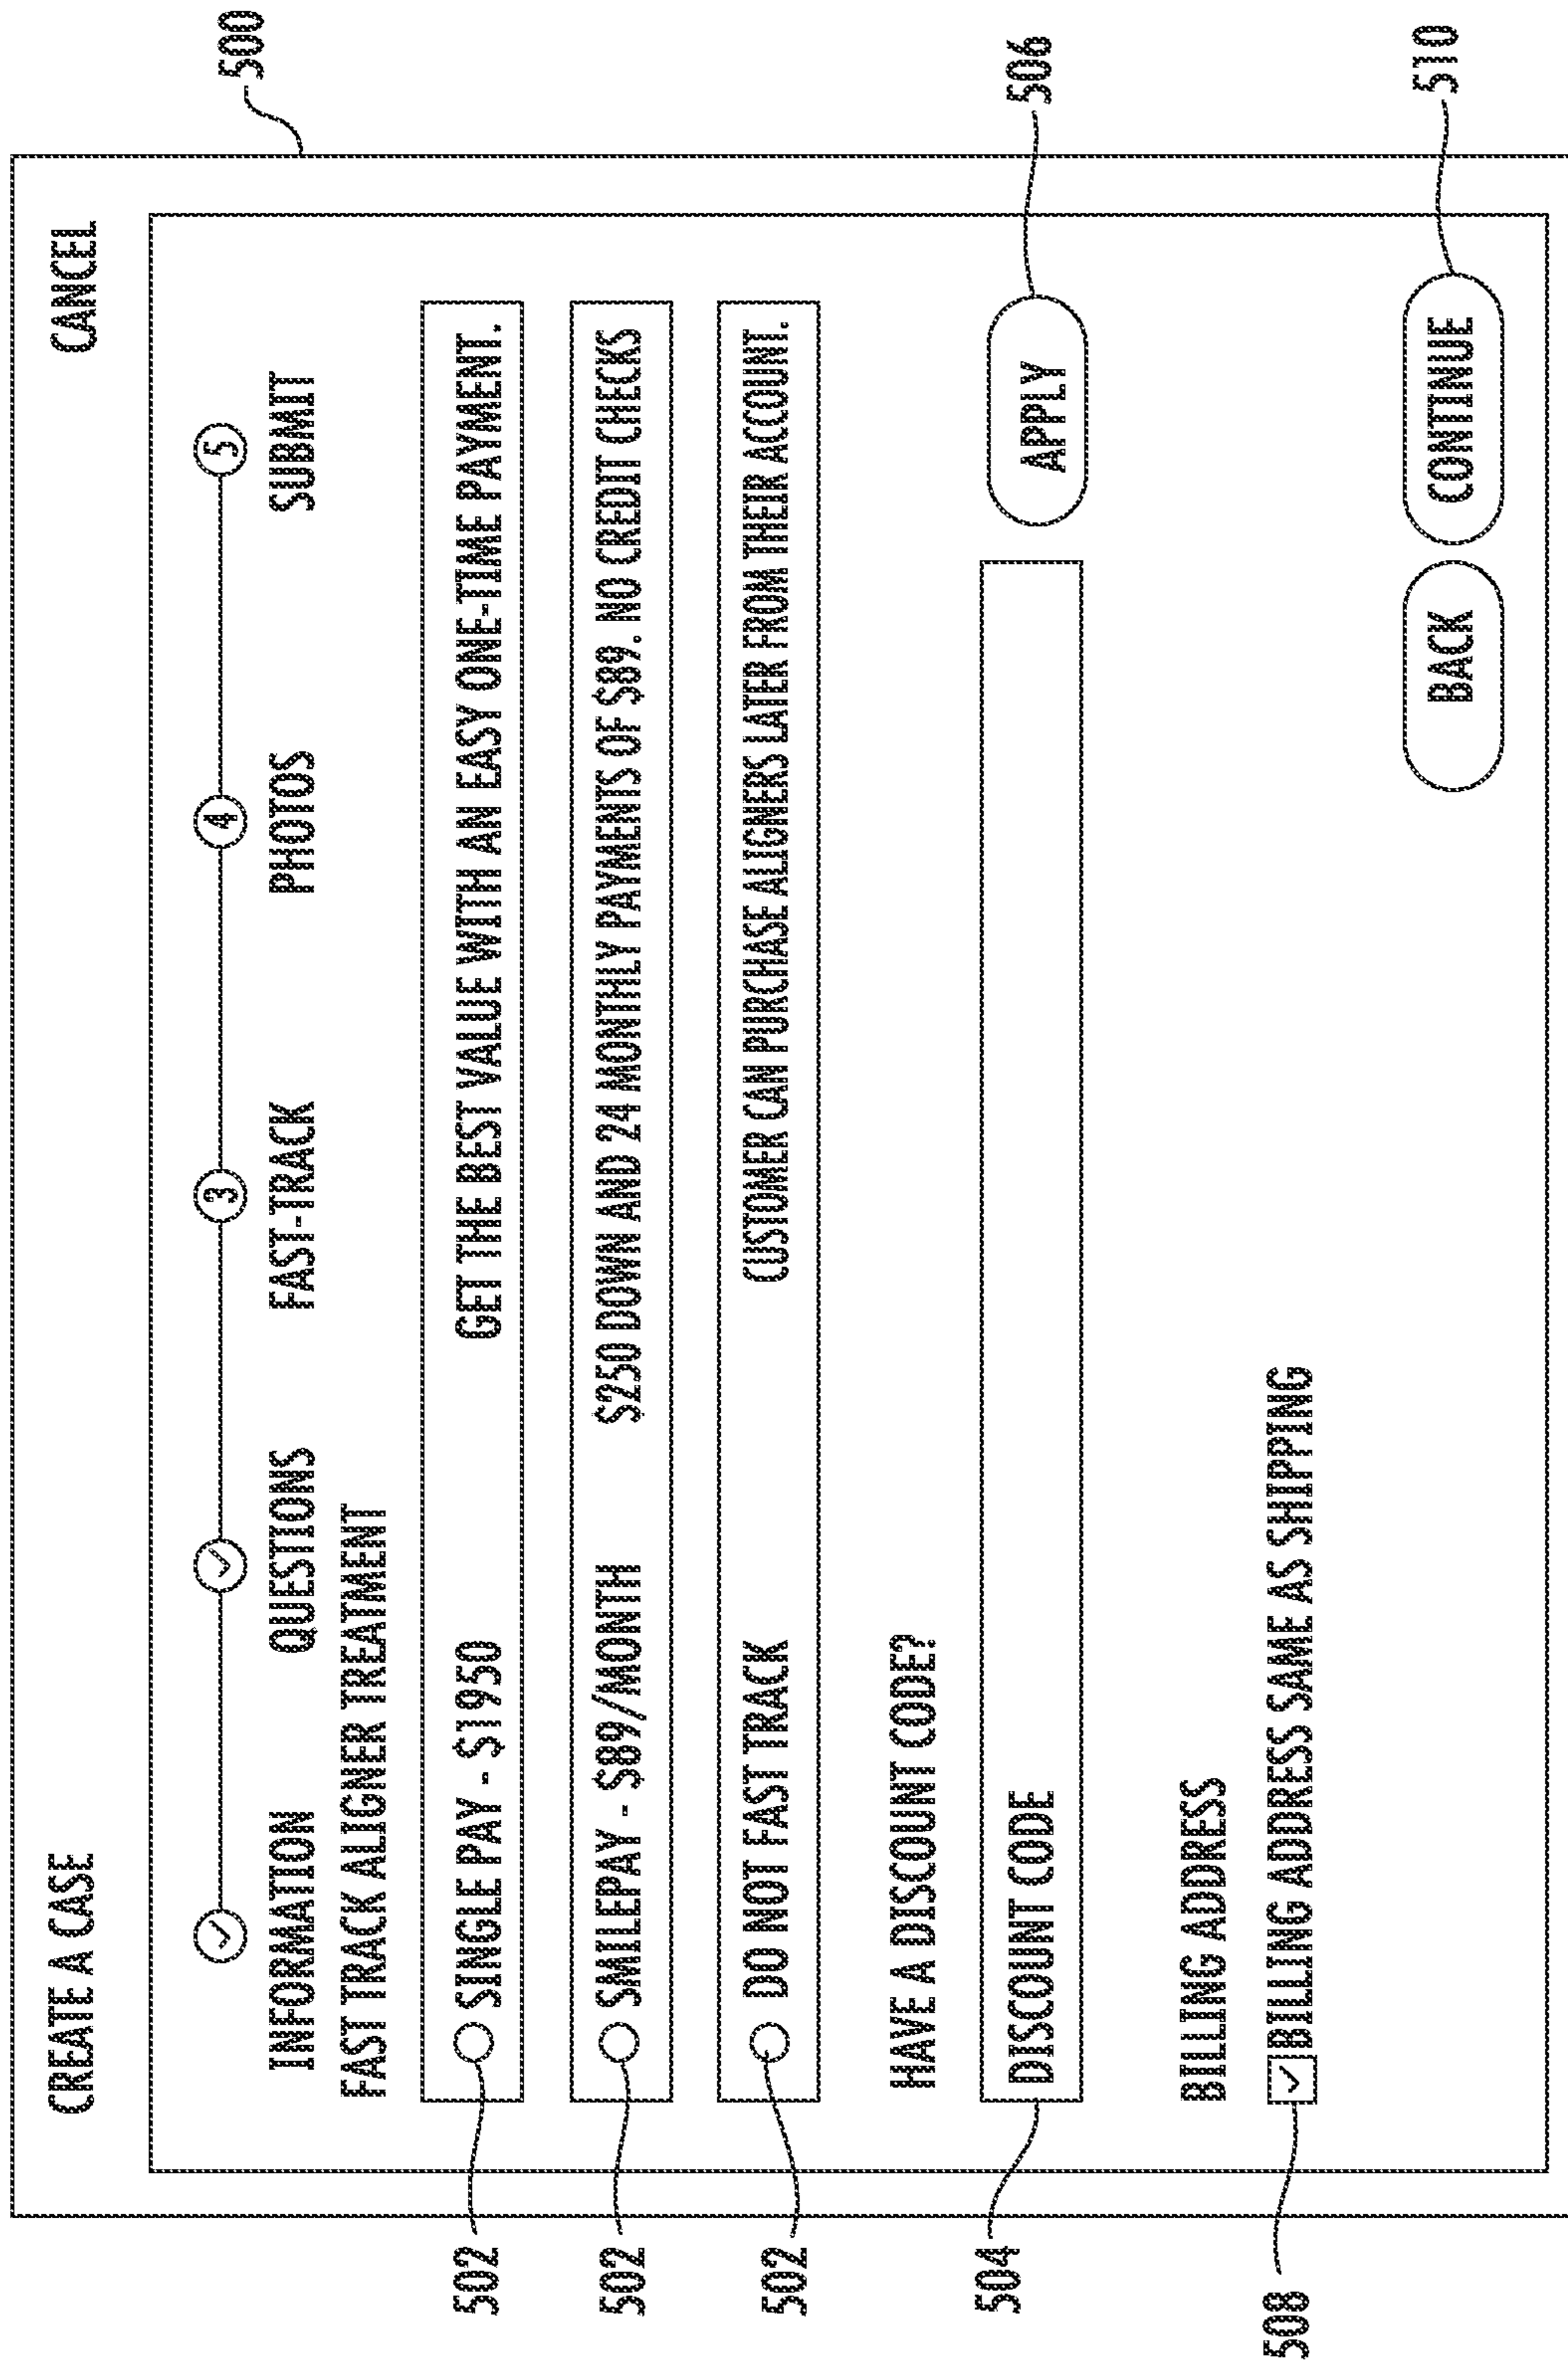 CREATE A CASE CANCEL
500
✓ ✓ 3 4 5
INFORMATION QUESTIONS FAST-TRACK PHOTOS SUBMIT
FAST TRACK ALIGNER TREATMENT
502 SINGLE PAY - $1950 GET THE BEST VALUE WITH AN EASY ONE-TIME PAYMENT.
502 SMILEPAY - $89/MONTH $250 DOWN AND 24 MONTHLY PAYMENTS OF $89. NO CREDIT CHECKS
502 DO NOT FAST TRACK CUSTOMER CAN PURCHASE ALIGNERS LATER FROM THEIR ACCOUNT.
HAVE A DISCOUNT CODE?
504 DISCOUNT CODE APPLY 506
BILLING ADDRESS
508 ✓ BILLING ADDRESS SAME AS SHIPPING
BACK CONTINUE 510